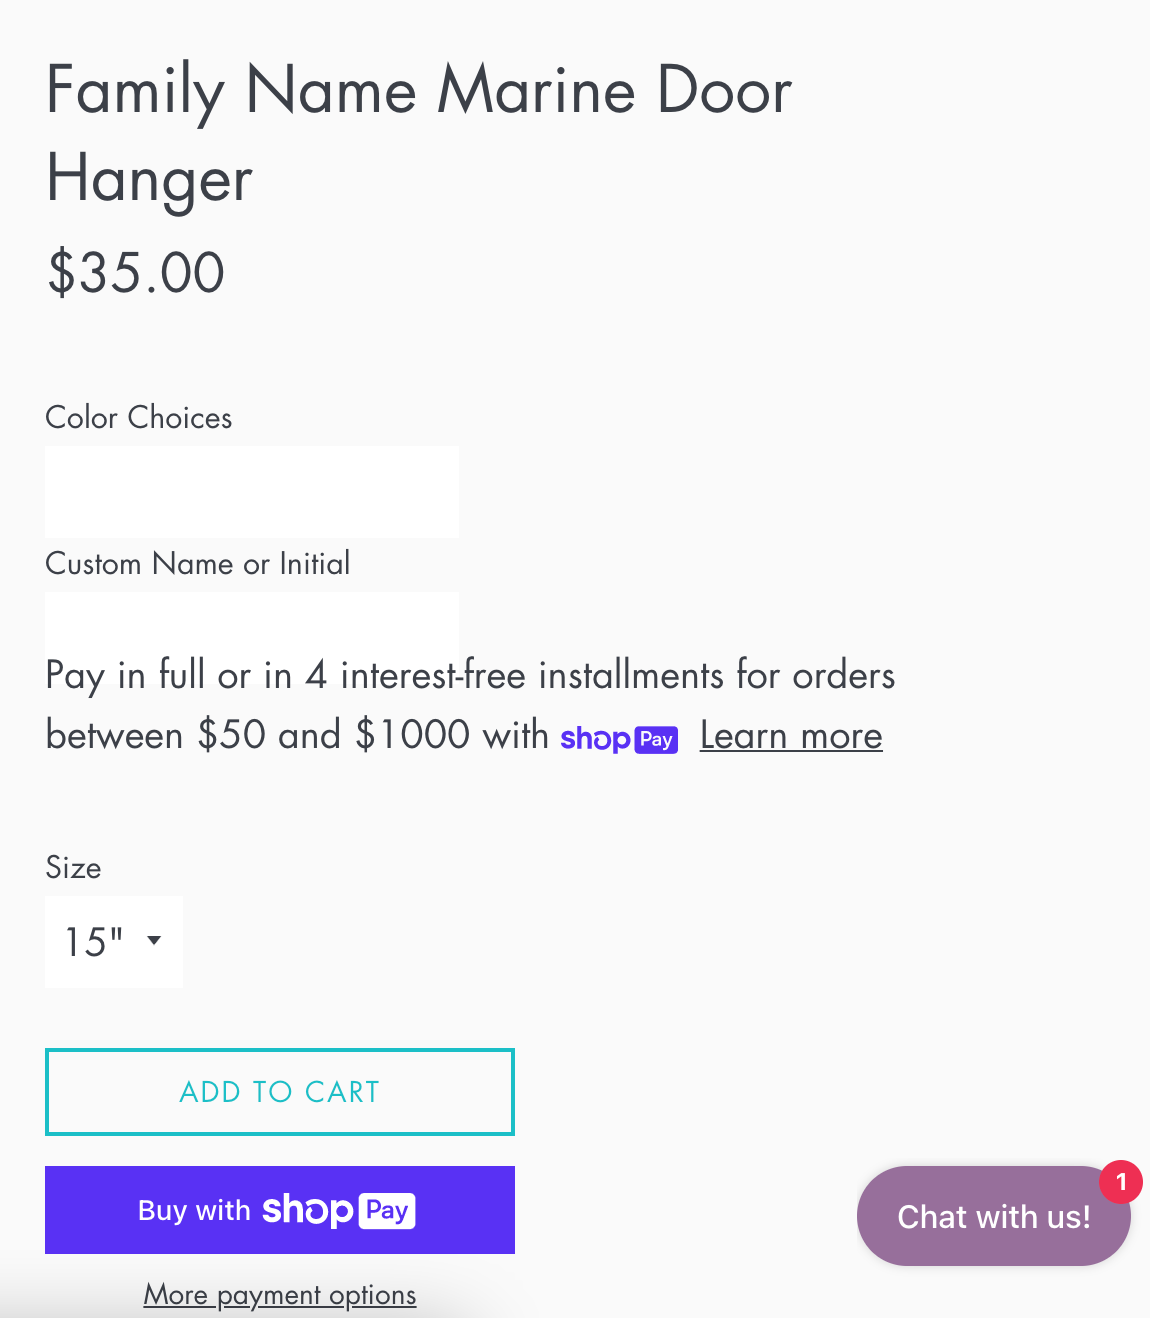 Family Name Marine Door
Hanger
$35.00
Color Choices
Custom Name or Initial
Pay in full or in 4 interest-free installments for orders
between $50 and $1000 with shop Pay Learn more
Size
15"
ADD TO CART
Buy with shop Pay
1
Chat with us!
More payment options